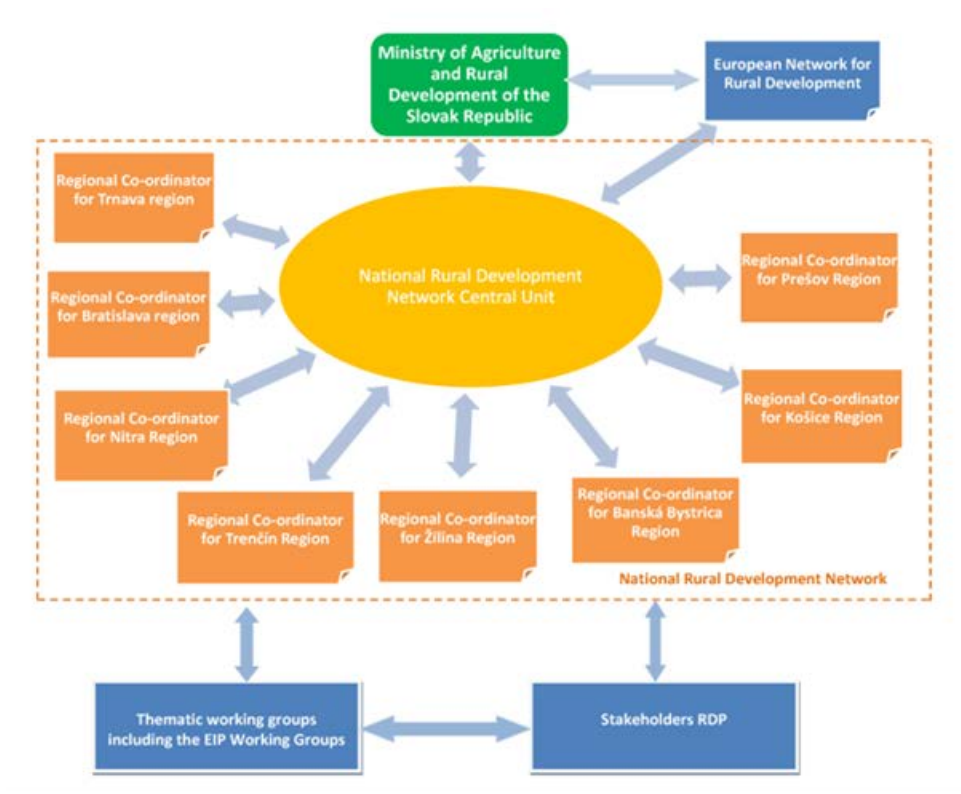 Ministry of Agriculture
and Rural
Development of the
Slovak Republic
European Network for
Rural Development
Regional Co-ordinator
for Trnava region
National Rural Development
Network Central Unit
Regional Co-ordinator
for Prešov Region
Regional Co-ordinator
for Bratislava region
Regional Co-ordinator
for Nitra Region
Regional Co-ordinator
for Košice Region
Regional Co-ordinator
for Trenčín Region
Regional Co-ordinator
for Žilina Region
Regional Co-ordinator
for Banská Bystrica
Region
National Rural Development Network
Thematic working groups
including the EIP Working Groups
Stakeholders RDP